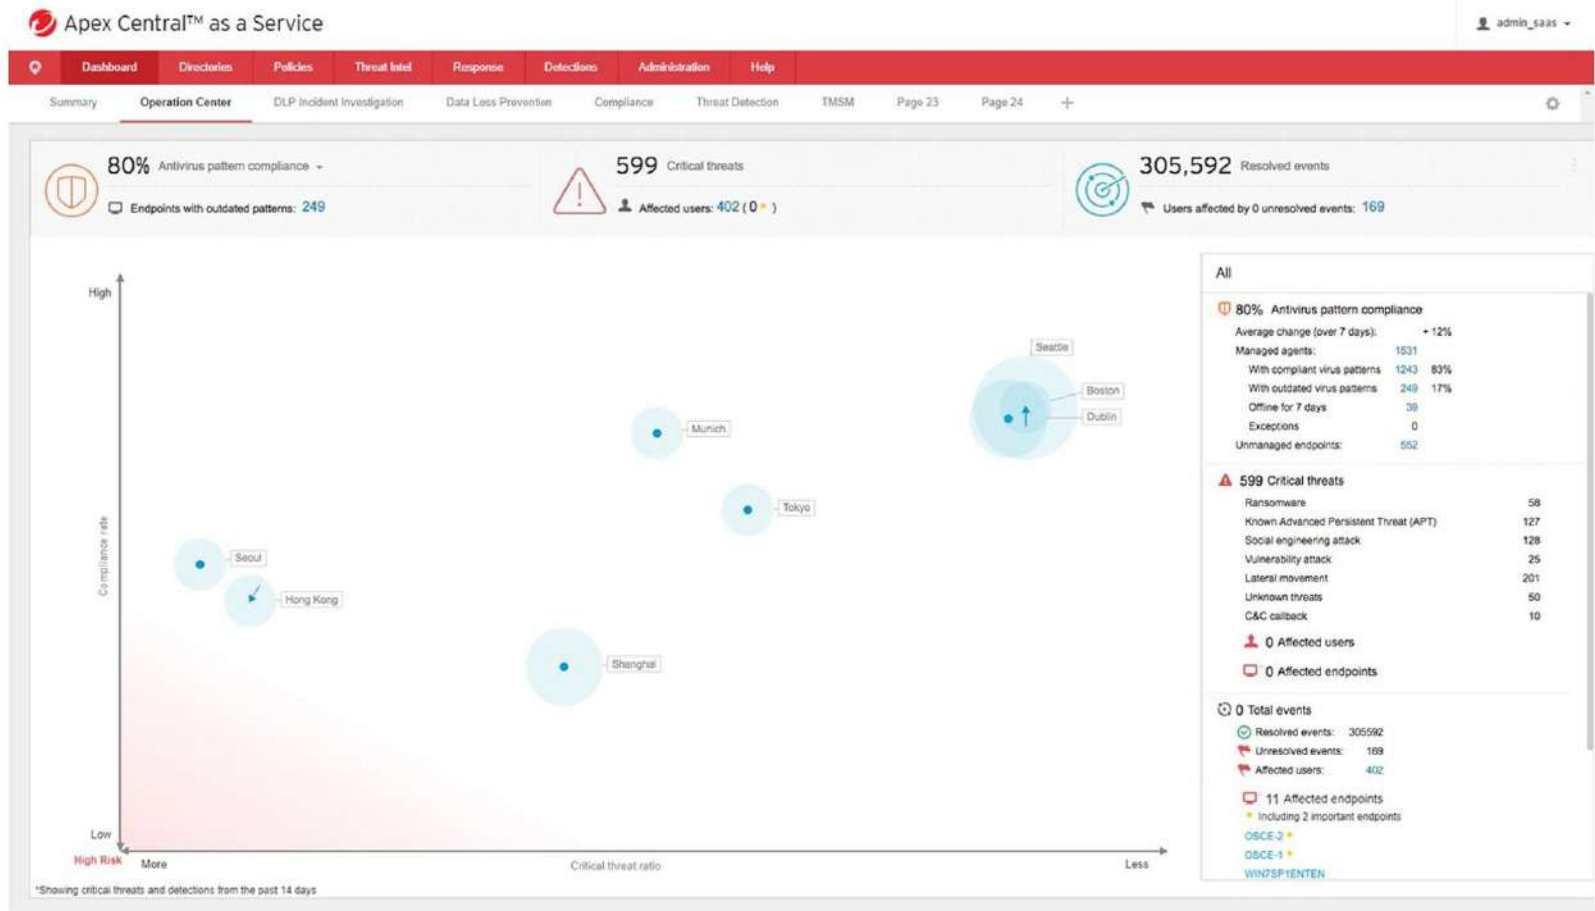 Apex Central™ as a Service
admin_saas
Dashboard Directories Policies Threat Intel Response Detections Administration Help
Summary Operation Center DLP Incident Investigation Data Loss Prevention Compliance Threat Detection TMSM Page 23 Page 24 +
80% Antivirus pattern compliance
Endpoints with outdated patterns: 249
599 Critical threats
Affected users: 402 ( 0 )
305,592 Resolved events
Users affected by 0 unresolved events: 169
High
Compliance rate
Low
High Risk
More
Critical threat ratio
Less
Seattle
Boston
Dublin
Munich
Tokyo
Seoul
Hong Kong
Shanghai
*Showing critical threats and detections from the past 14 days
All
80% Antivirus pattern compliance
Average change (over 7 days): + 12%
Managed agents: 1531
With compliant virus patterns 1243 83%
With outdated virus patterns 249 17%
Offline for 7 days 39
Exceptions 0
Unmanaged endpoints: 552
599 Critical threats
Ransomware 58
Known Advanced Persistent Threat (APT) 127
Social engineering attack 128
Vulnerability attack 25
Lateral movement 201
Unknown threats 50
C&C callback 10
0 Affected users
0 Affected endpoints
0 Total events
Resolved events: 305592
Unresolved events: 169
Affected users: 402
11 Affected endpoints
Including 2 important endpoints
OSCE-2
OSCE-1
WIN7SP1ENTEN